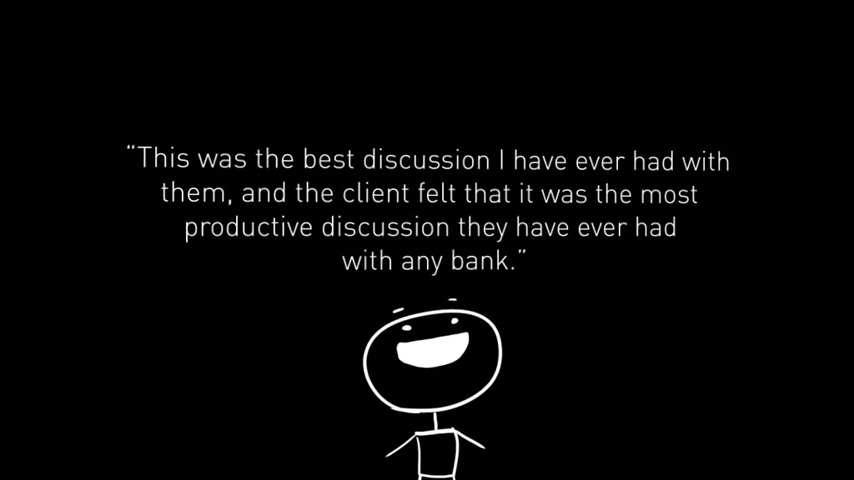 “This was the best discussion I have ever had with
them, and the client felt that it was the most
productive discussion they have ever had
with any bank.”